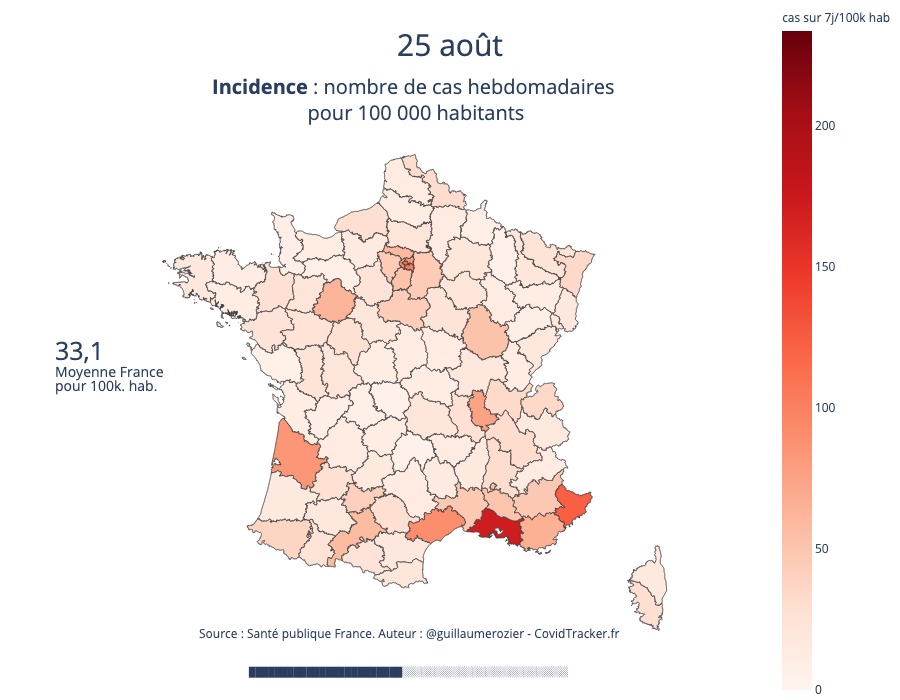 cas sur 7j/100k hab
25 août
Incidence : nombre de cas hebdomadaires
pour 100 000 habitants
200
150
33,1
Moyenne France
pour 100k. hab.
100
50
0
Source : Santé publique France. Auteur : @guillaumerozier - CovidTracker.fr